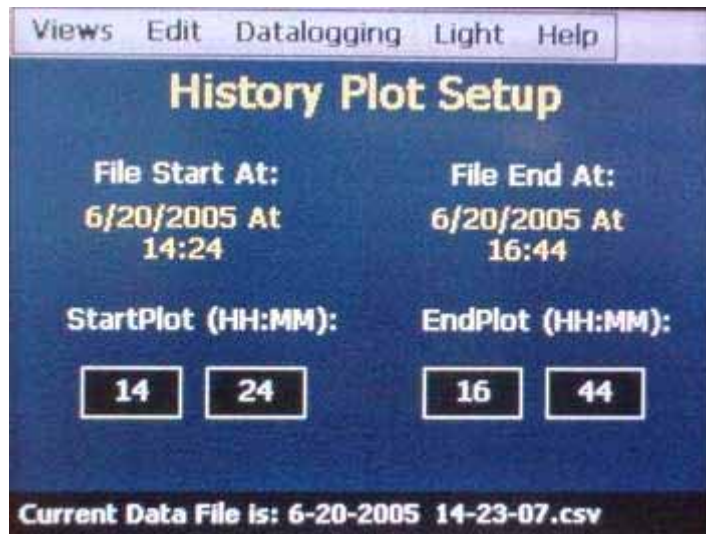 Views Edit Datalogging Light Help
History Plot Setup
File Start At:
6/20/2005 At
14:24
File End At:
6/20/2005 At
16:44
StartPlot (HH:MM):
14 24
EndPlot (HH:MM):
16 44
Current Data File is: 6-20-2005 14-23-07.csv